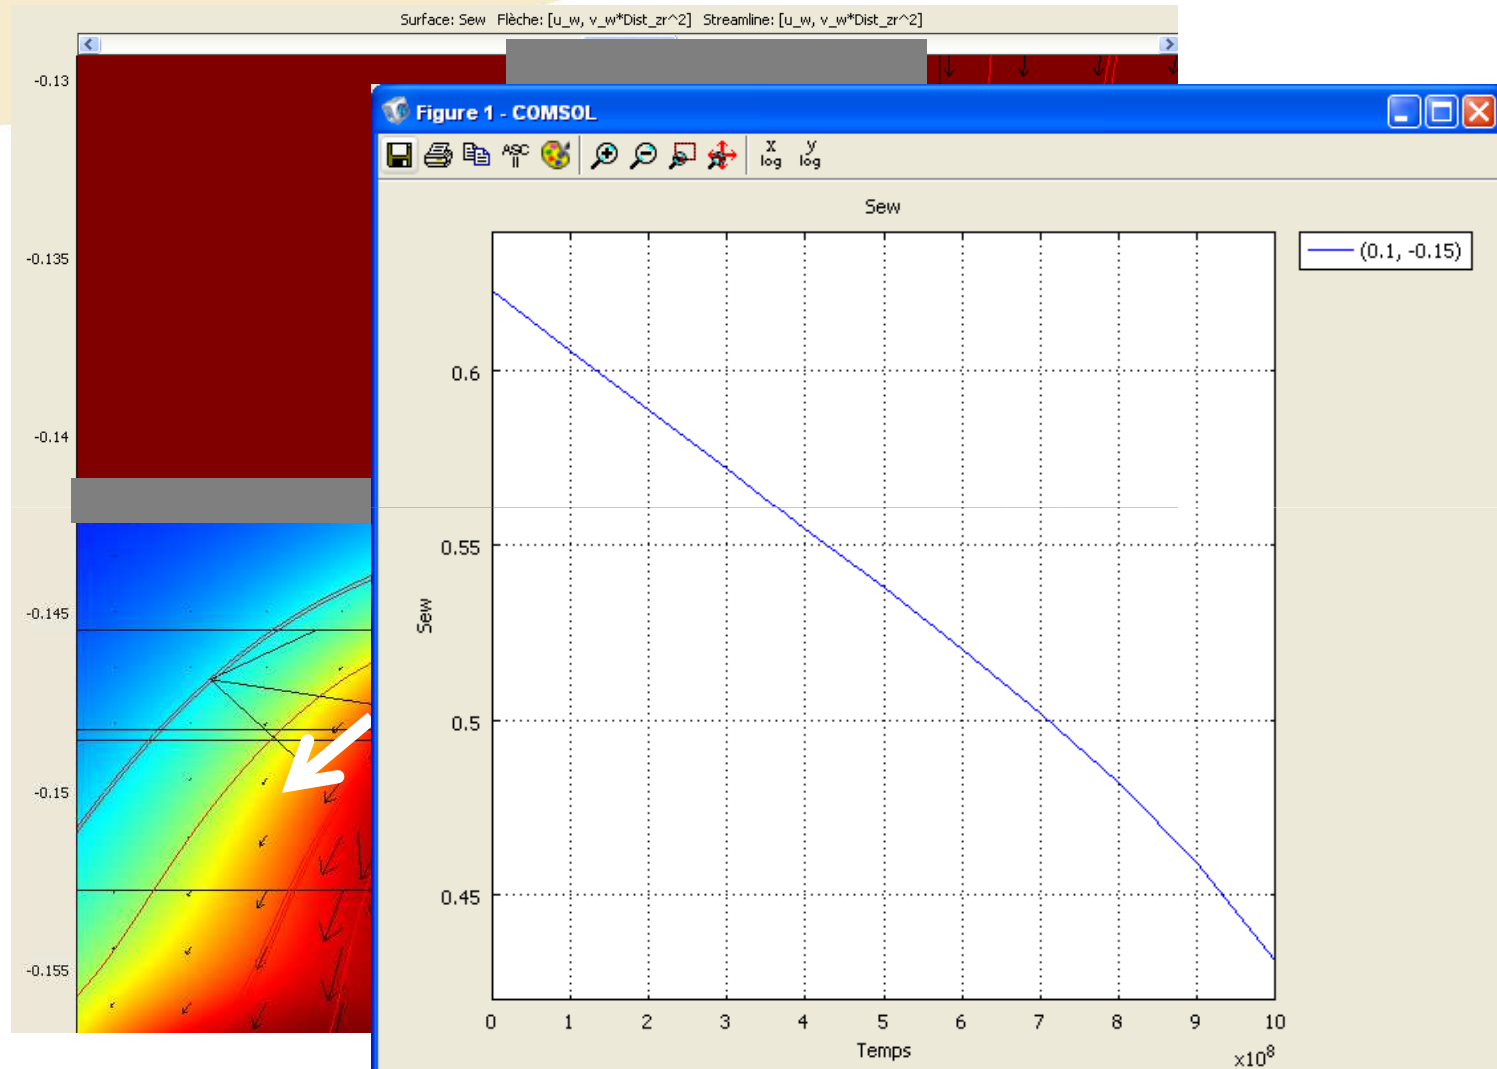 Surface: Sew Flèche: [u_w, v_w*Dist_zr^2] Streamline: [u_w, v_w*Dist_zr^2]
-0.13
-0.135
-0.14
-0.145
-0.15
-0.155
Figure 1 - COMSOL
ASC
II
x
log
y
log
Sew
(0.1, -0.15)
0.6
0.55
0.5
0.45
Sew
0 1 2 3 4 5 6 7 8 9 10
Temps
x10^8